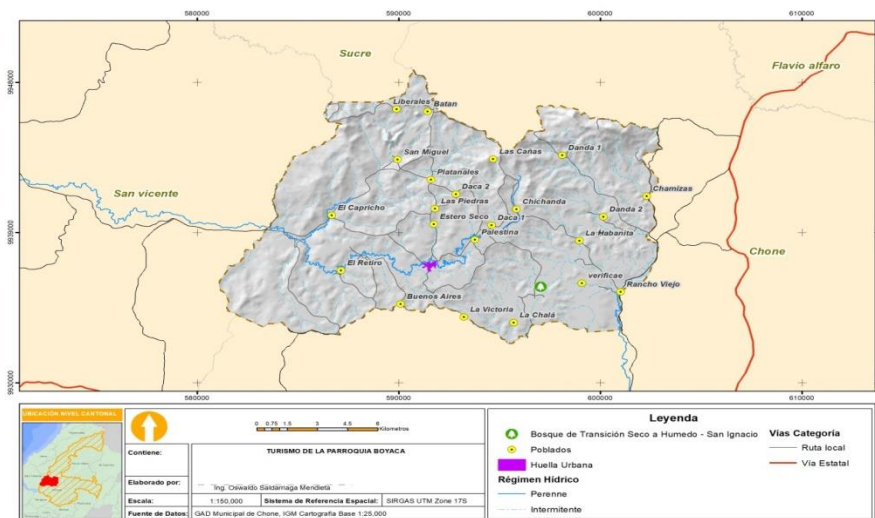 580000 590000 600000 610000
9948000
9939000
9930000
Sucre
Flavio alfaro
San vicente
Chone
Liberales
Batan
San Miguel
Las Cañas
Danda 1
Platanales
Daca 2
Chamizas
Las Piedras
Chichanda
El Capricho
Danda 2
Estero Seco
Daca 1
Palestina
La Habanita
El Retiro
verificae
Rancho Viejo
Buenos Aires
La Victoria
La Chalá
580000 590000 600000 610000
UBICACIÓN NIVEL CANTONAL
0 0.75 1.5 3 4.5 6
Kilometros
Contiene:
TURISMO DE LA PARROQUIA BOYACA
Elaborado por:
Ing. Oswaldo Saldarriaga Mendieta
Escala:
1:150,000
Sistema de Referencia Espacial:
SIRGAS UTM Zone 17S
Fuente de Datos:
GAD Municipal de Chone, IGM Cartografía Base 1:25,000
Leyenda
Bosque de Transición Seco a Humedo - San Ignacio
Poblados
Huella Urbana
Régimen Hídrico
Perenne
Intermitente
Vías Categoría
Ruta local
Vía Estatal